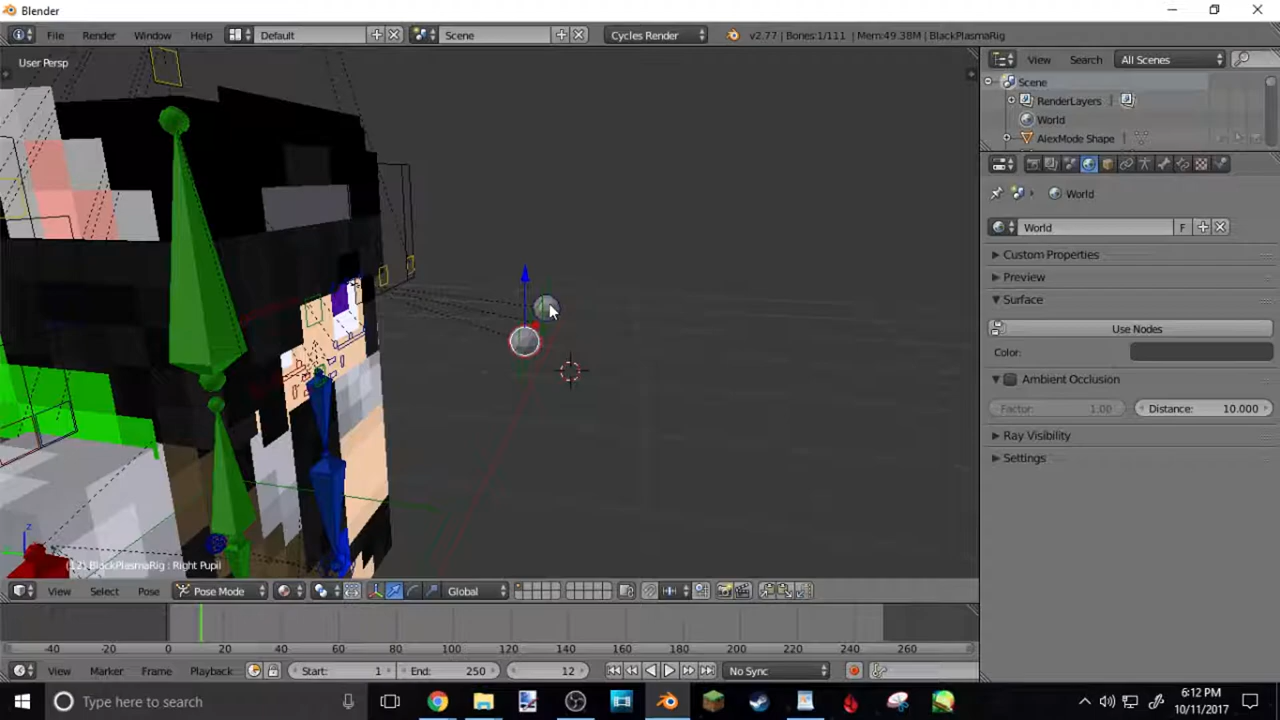 Blender
File Render Window Help Default Scene Cycles Render v2.77 | Bones:1/111 | Mem:49.38M | BlackPlasmaRig
User Persp
View Search All Scenes
Scene
RenderLayers
World
AlexMode Shape
World
World F
Custom Properties
Preview
Surface
Use Nodes
Color:
Ambient Occlusion
Factor: 1.00 Distance: 10.000
Ray Visibility
Settings
z
(12) BlackPlasmaRig : Right Pupil
View Select Pose Pose Mode Global
-40 -20 0 20 40 60 80 100 120 140 160 180 200 220 240 260
View Marker Frame Playback Start: 1 End: 250 12 No Sync
Type here to search
6:12 PM
10/11/2017